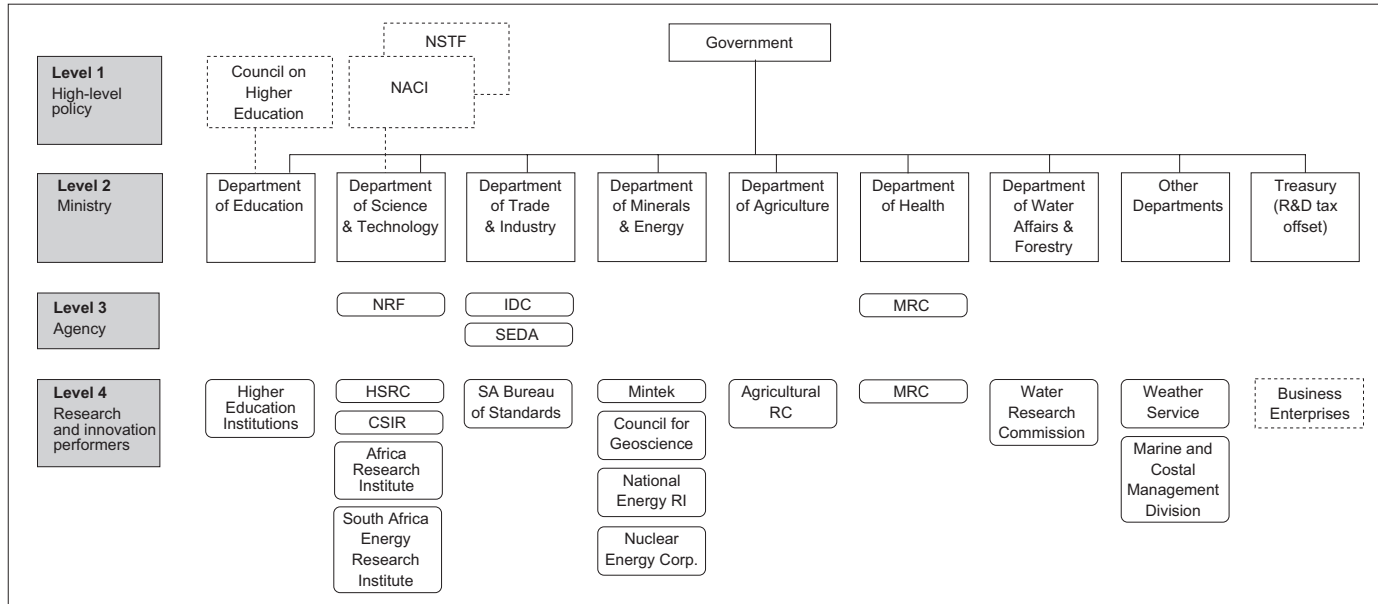 NSTF
Government
Level 1
High-level
policy
Council on
Higher
Education
NACI
Level 2
Ministry
Department
of Education
Department
of Science
& Technology
Department
of Trade
& Industry
Department
of Minerals
& Energy
Department
of Agriculture
Department
of Health
Department
of Water
Affairs &
Forestry
Other
Departments
Treasury
(R&D tax
offset)
Level 3
Agency
NRF
IDC
SEDA
MRC
Level 4
Research
and innovation
performers
Higher
Education
Institutions
HSRC
CSIR
Africa
Research
Institute
South Africa
Energy
Research
Institute
SA Bureau
of Standards
Mintek
Council for
Geoscience
National
Energy RI
Nuclear
Energy Corp.
Agricultural
RC
MRC
Water
Research
Commission
Weather
Service
Marine and
Costal
Management
Division
Business
Enterprises